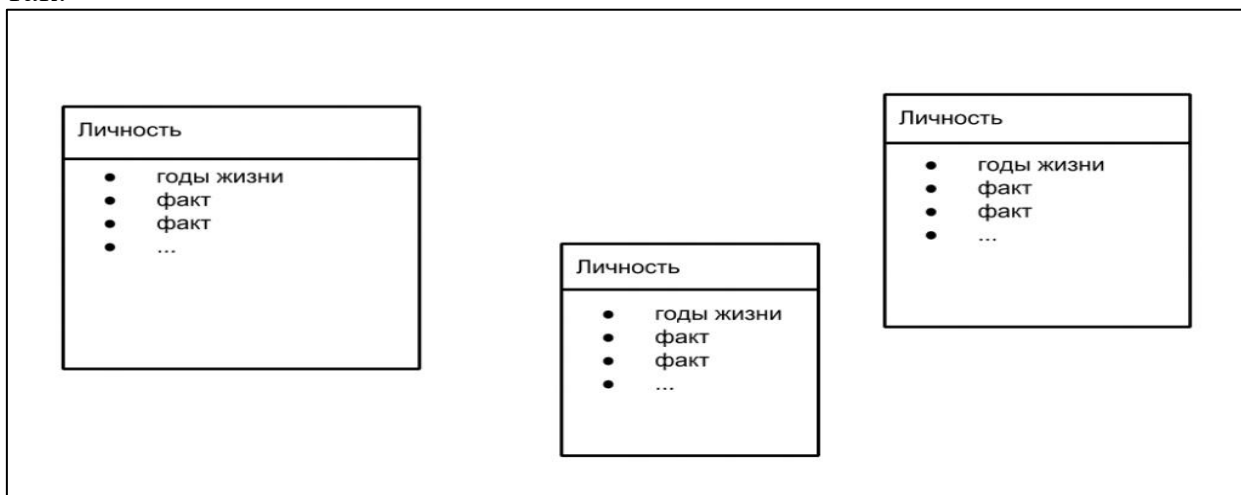 Личность
• годы жизни
• факт
• факт
• ...
Личность
• годы жизни
• факт
• факт
• ...
Личность
• годы жизни
• факт
• факт
• ...